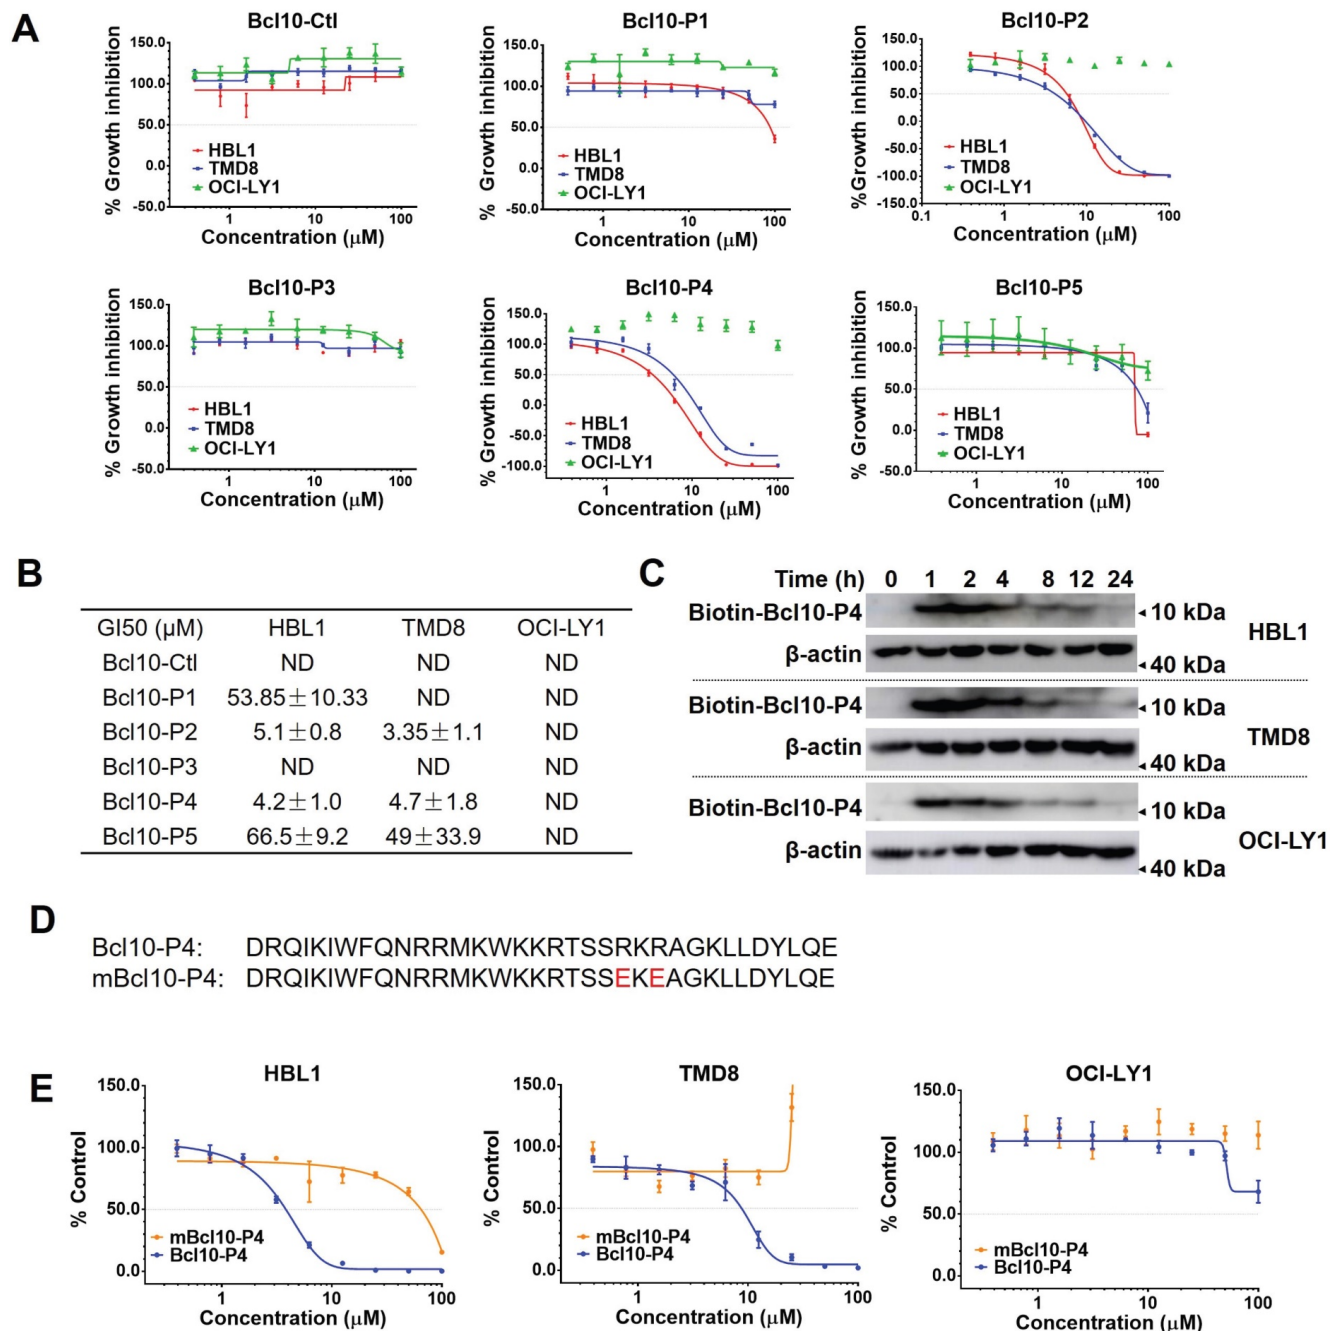 A
Bcl10-Ctl
% Growth inhibition
150.0
100.0
50.0
0.0
-50.0
HBL1
TMD8
OCI-LY1
1
10
100
Concentration (μM)
Bcl10-P1
% Growth inhibition
150.0
100.0
50.0
0.0
-50.0
HBL1
TMD8
OCI-LY1
1
10
100
Concentration (μM)
Bcl10-P2
%Growth inhibition
150.0
100.0
50.0
0.0
-50.0
-100.0
-150.0
HBL1
TMD8
OCI-LY1
0.1
1
10
100
Concentration (μM)
Bcl10-P3
% Growth inhibition
150.0
100.0
50.0
0.0
-50.0
HBL1
TMD8
OCI-LY1
1
10
100
Concentration (μM)
Bcl10-P4
% Growth inhibition
150.0
100.0
50.0
0.0
-50.0
-100.0
HBL1
TMD8
OCI-LY1
1
10
100
Concentration (μM)
Bcl10-P5
% Growth inhibition
150.0
100.0
50.0
0.0
-50.0
HBL1
TMD8
OCI-LY1
1
10
100
Concentration (μM)
B
GI50 (μM) HBL1 TMD8 OCI-LY1
Bcl10-Ctl ND ND ND
Bcl10-P1 53.85±10.33 ND ND
Bcl10-P2 5.1±0.8 3.35±1.1 ND
Bcl10-P3 ND ND ND
Bcl10-P4 4.2±1.0 4.7±1.8 ND
Bcl10-P5 66.5±9.2 49±33.9 ND
C
Time (h) 0 1 2 4 8 12 24
Biotin-Bcl10-P4 10 kDa
HBL1
β-actin 40 kDa
Biotin-Bcl10-P4 10 kDa
TMD8
β-actin 40 kDa
Biotin-Bcl10-P4 10 kDa
OCI-LY1
β-actin 40 kDa
D
Bcl10-P4: DRQIKIWFQNRRMKWKKRTSSRKRAGKLLDYLQE
mBcl10-P4: DRQIKIWFQNRRMKWKKRTSSEKEAGKLLDYLQE
E
HBL1
% Control
150.0
100.0
50.0
0.0
mBcl10-P4
Bcl10-P4
1
10
100
Concentration (μM)
TMD8
% Control
150.0
100.0
50.0
0.0
mBcl10-P4
Bcl10-P4
1
10
100
Concentration (μM)
OCI-LY1
% Control
150.0
100.0
50.0
0.0
mBcl10-P4
Bcl10-P4
1
10
100
Concentration (μM)